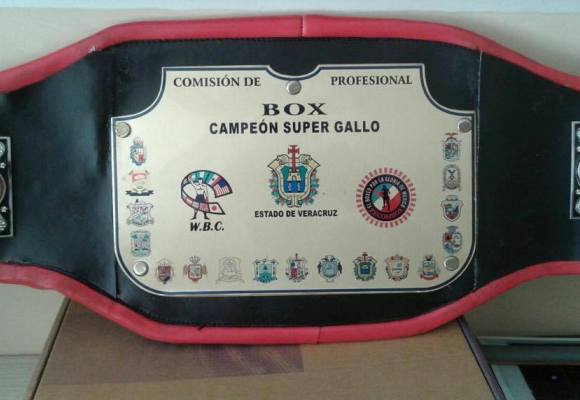 COMISIÓN DE PROFESIONAL
BOX
CAMPEÓN SUPER GALLO
W.B.C.
ESTADO DE VERACRUZ